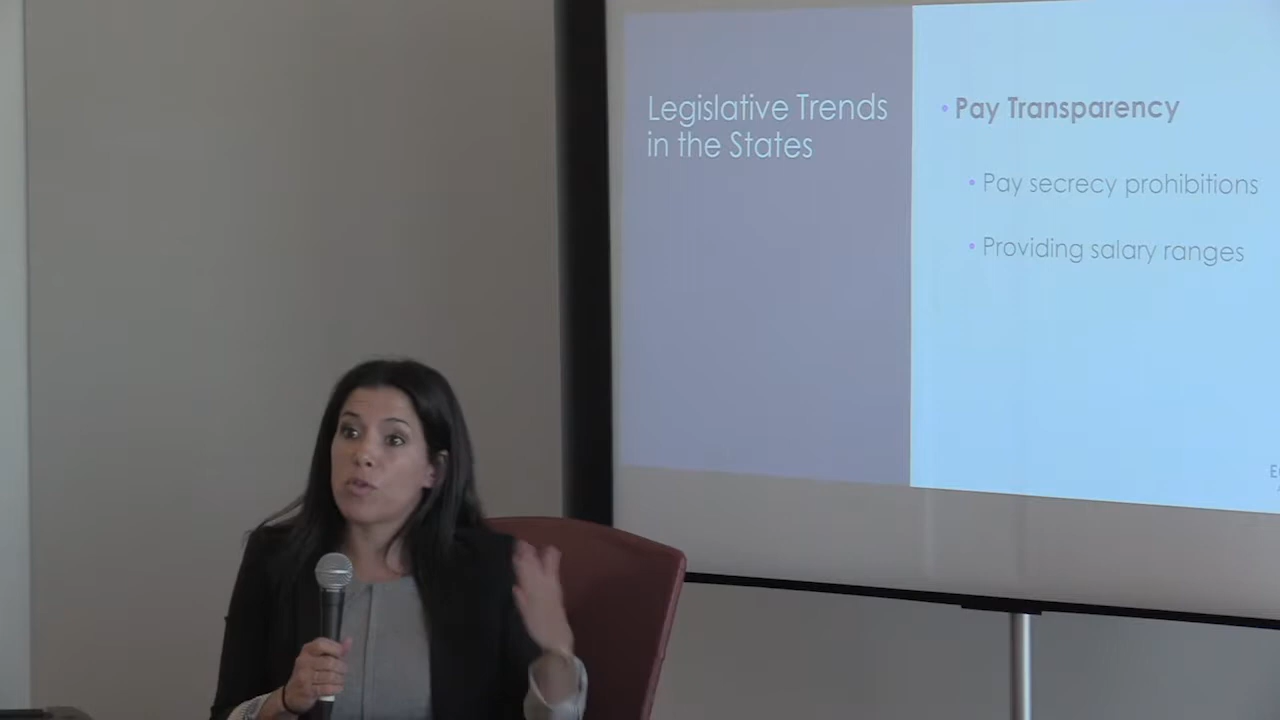 Legislative Trends
in the States
• Pay Transparency
• Pay secrecy prohibitions
• Providing salary ranges